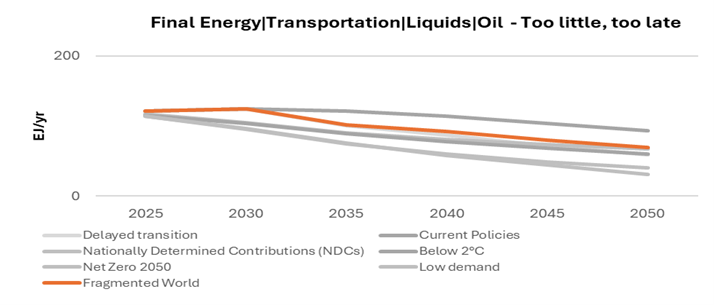 Final Energy|Transportation|Liquids|Oil - Too little, too late
200
EJ/yr
0
2025 2030 2035 2040 2045 2050
Delayed transition Current Policies
Nationally Determined Contributions (NDCs) Below 2°C
Net Zero 2050 Low demand
Fragmented World